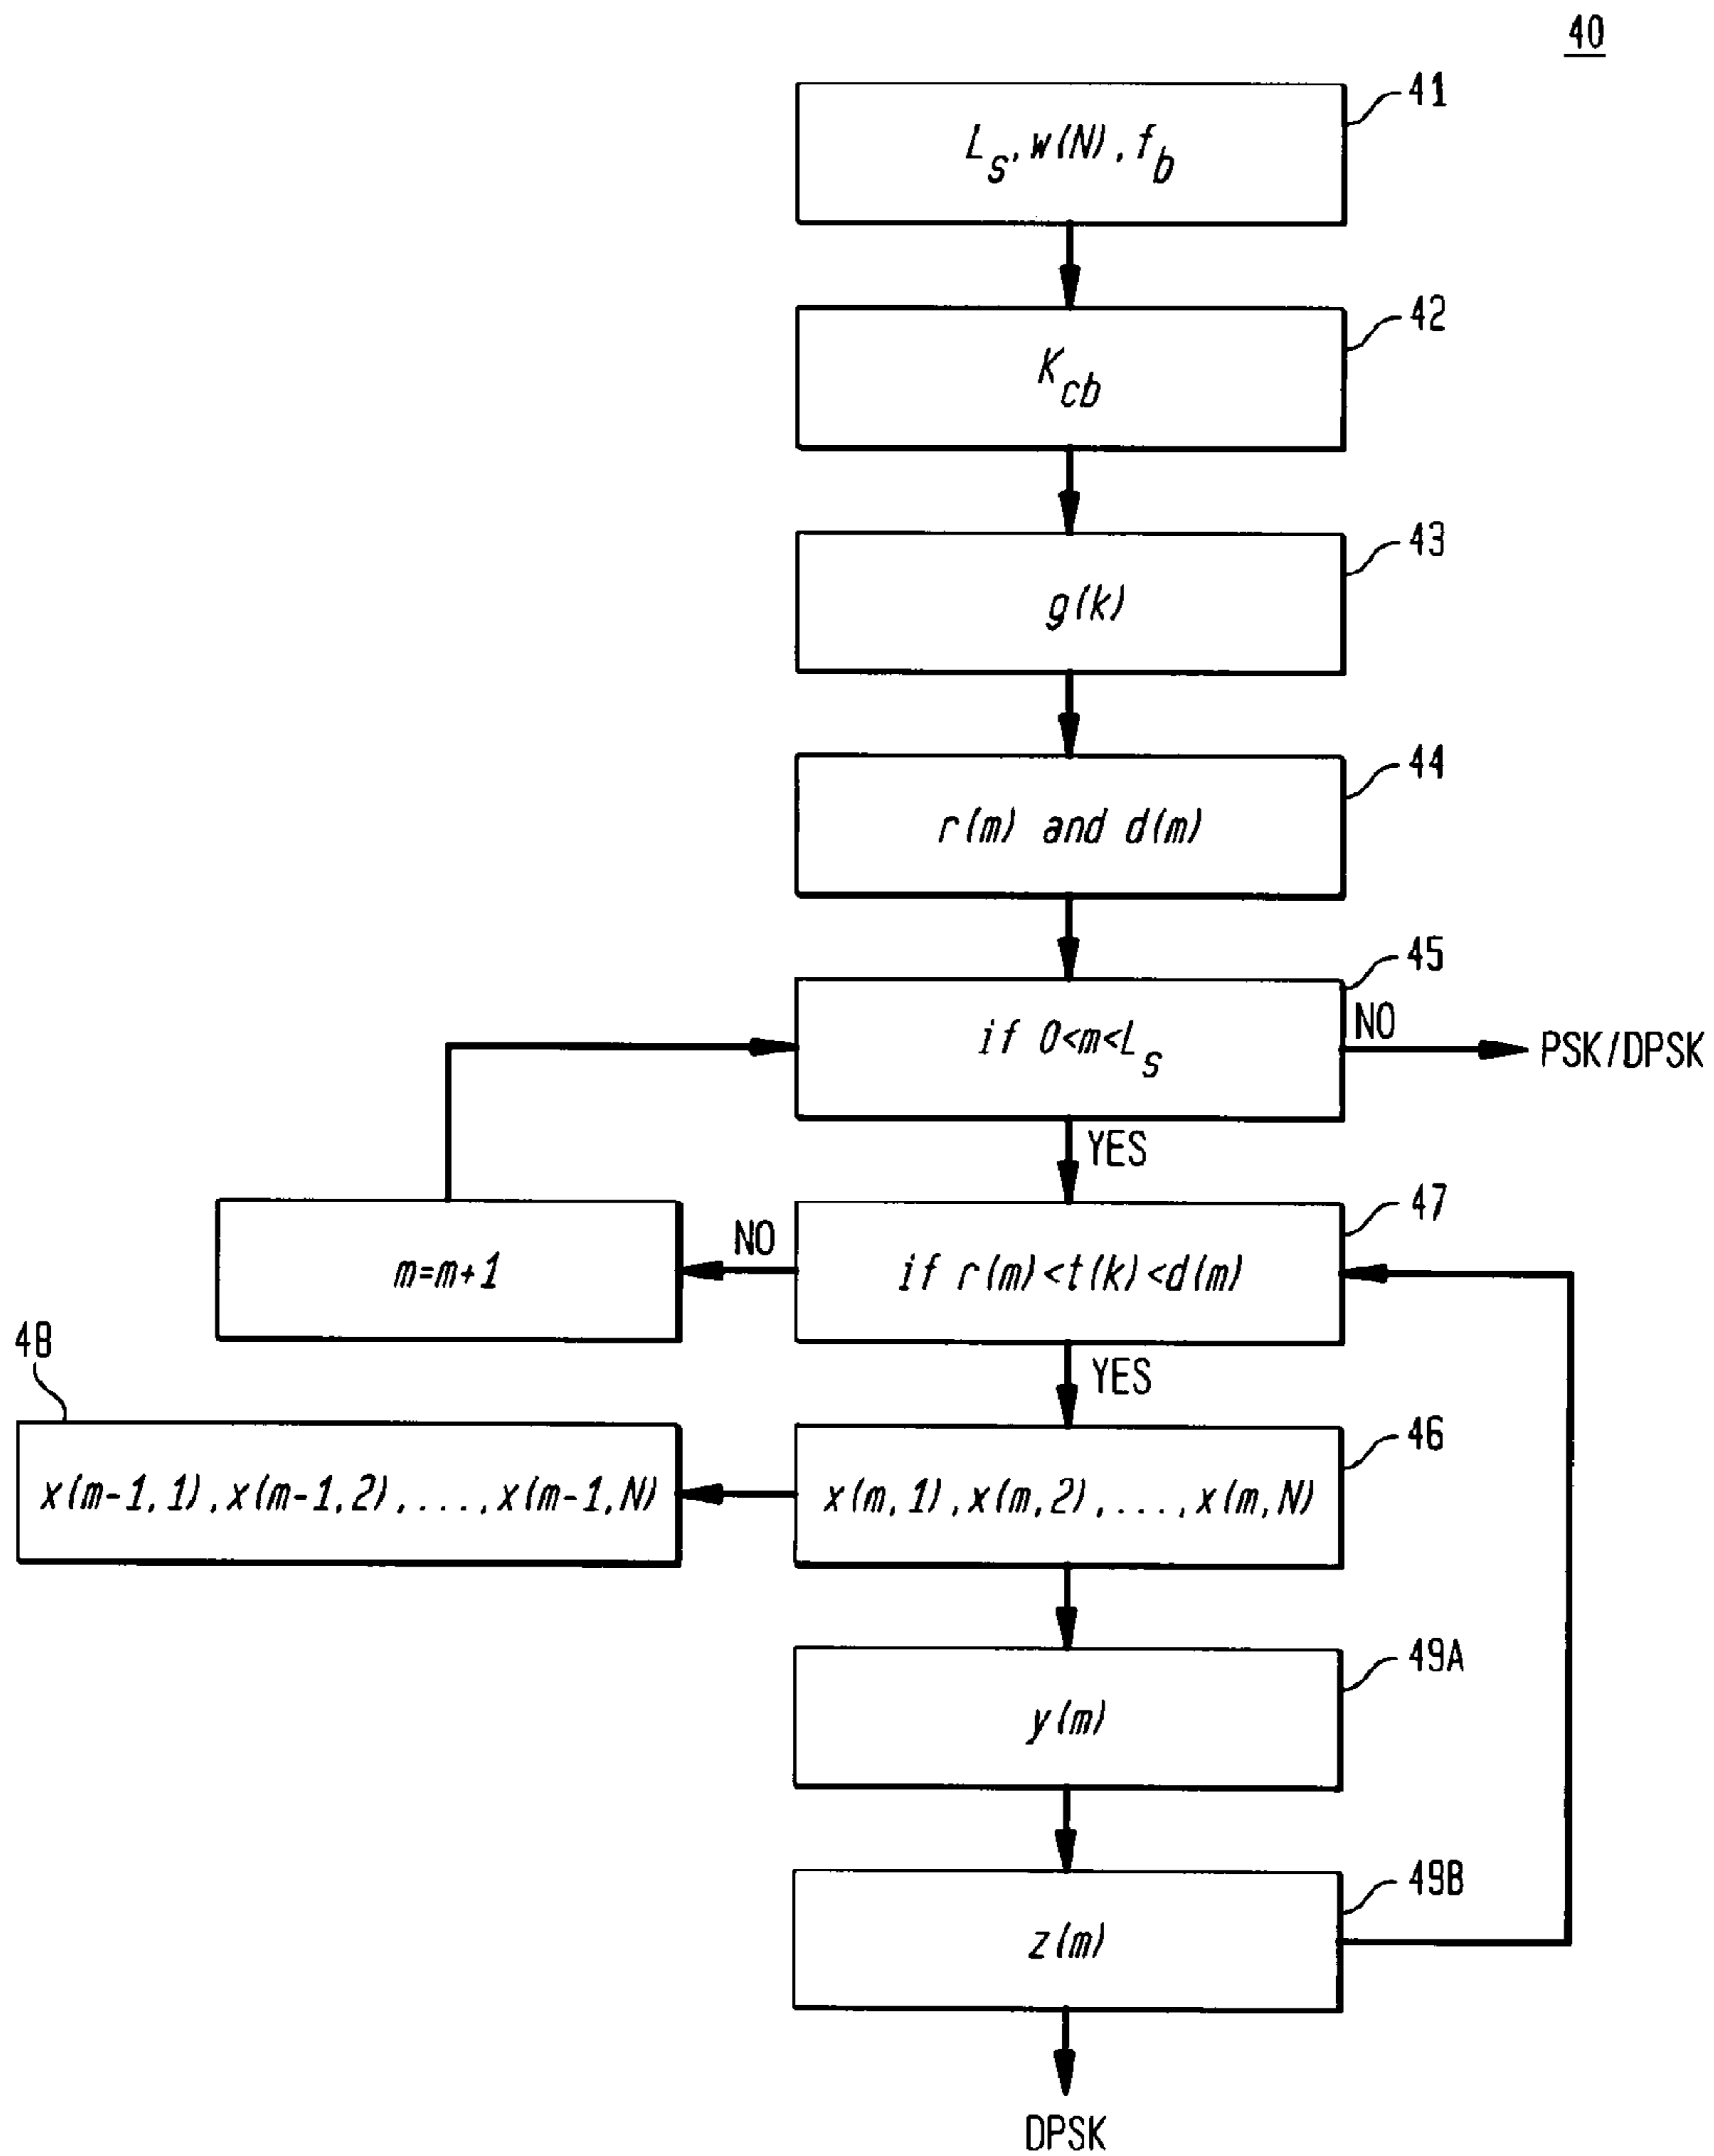 40
41
L_s, w(N), f_b
42
K_cb
43
g(k)
44
r(m) and d(m)
45
if 0<m<L_s
NO
PSK/DPSK
YES
47
m=m+1
NO
if r(m)<t(k)<d(m)
48
YES
46
x(m-1,1),x(m-1,2),...,x(m-1,N)
x(m,1),x(m,2),...,x(m,N)
49A
y(m)
49B
z(m)
DPSK